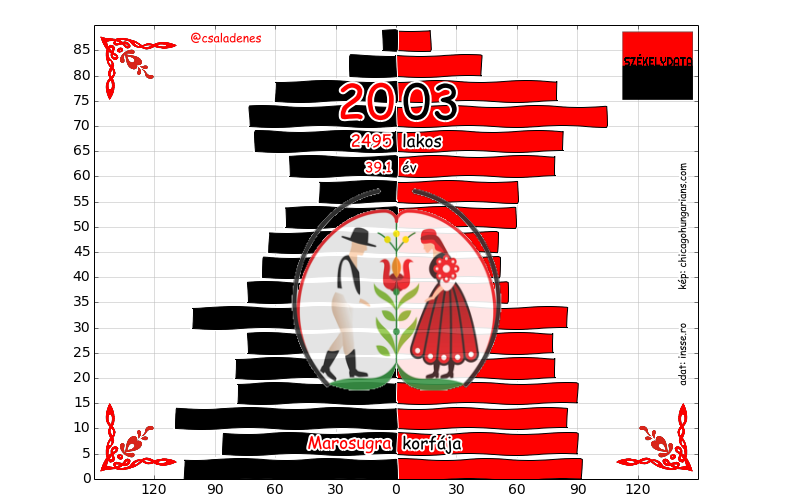 @csaladenes
SZÉKELYDATA
2003
2495 lakos
39.1 év
kép: chicagohungarians.com
adat: insse.ro
Marosugra korfája
85
80
75
70
65
60
55
50
45
40
35
30
25
20
15
10
5
0
120 90 60 30 0 30 60 90 120